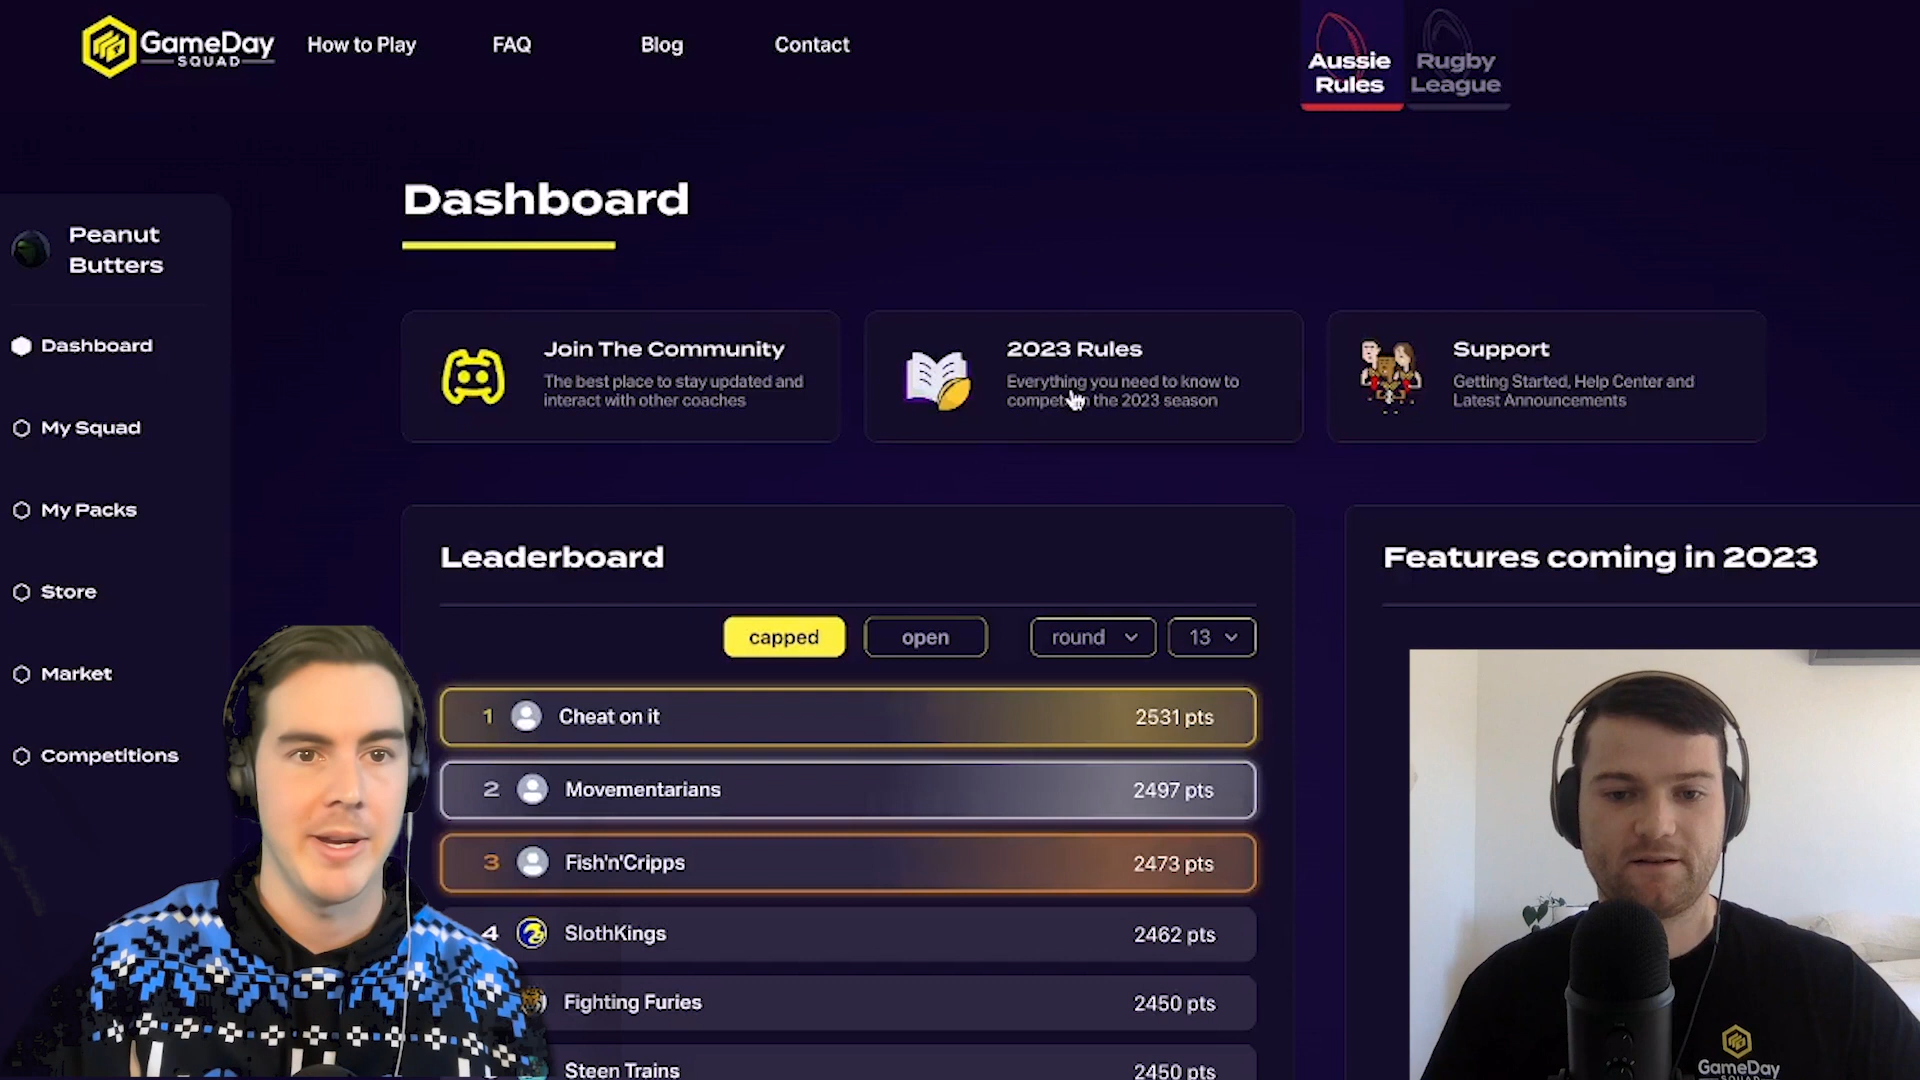 GameDay
SQUAD
How to Play
FAQ
Blog
Contact
Aussie
Rules
Rugby
League
Dashboard
Peanut
Butters
Dashboard
My Squad
My Packs
Store
Market
Competitions
Join The Community
The best place to stay updated and
interact with other coaches
2023 Rules
Everything you need to know to
compete in the 2023 season
Support
Getting Started, Help Center and
Latest Announcements
Leaderboard
capped
open
round
13
1 Cheat on it 2531 pts
2 Movementarians 2497 pts
3 Fish'n'Cripps 2473 pts
4 SlothKings 2462 pts
Fighting Furies 2450 pts
Steen Trains 2450 pts
Features coming in 2023
GameDay
SQUAD